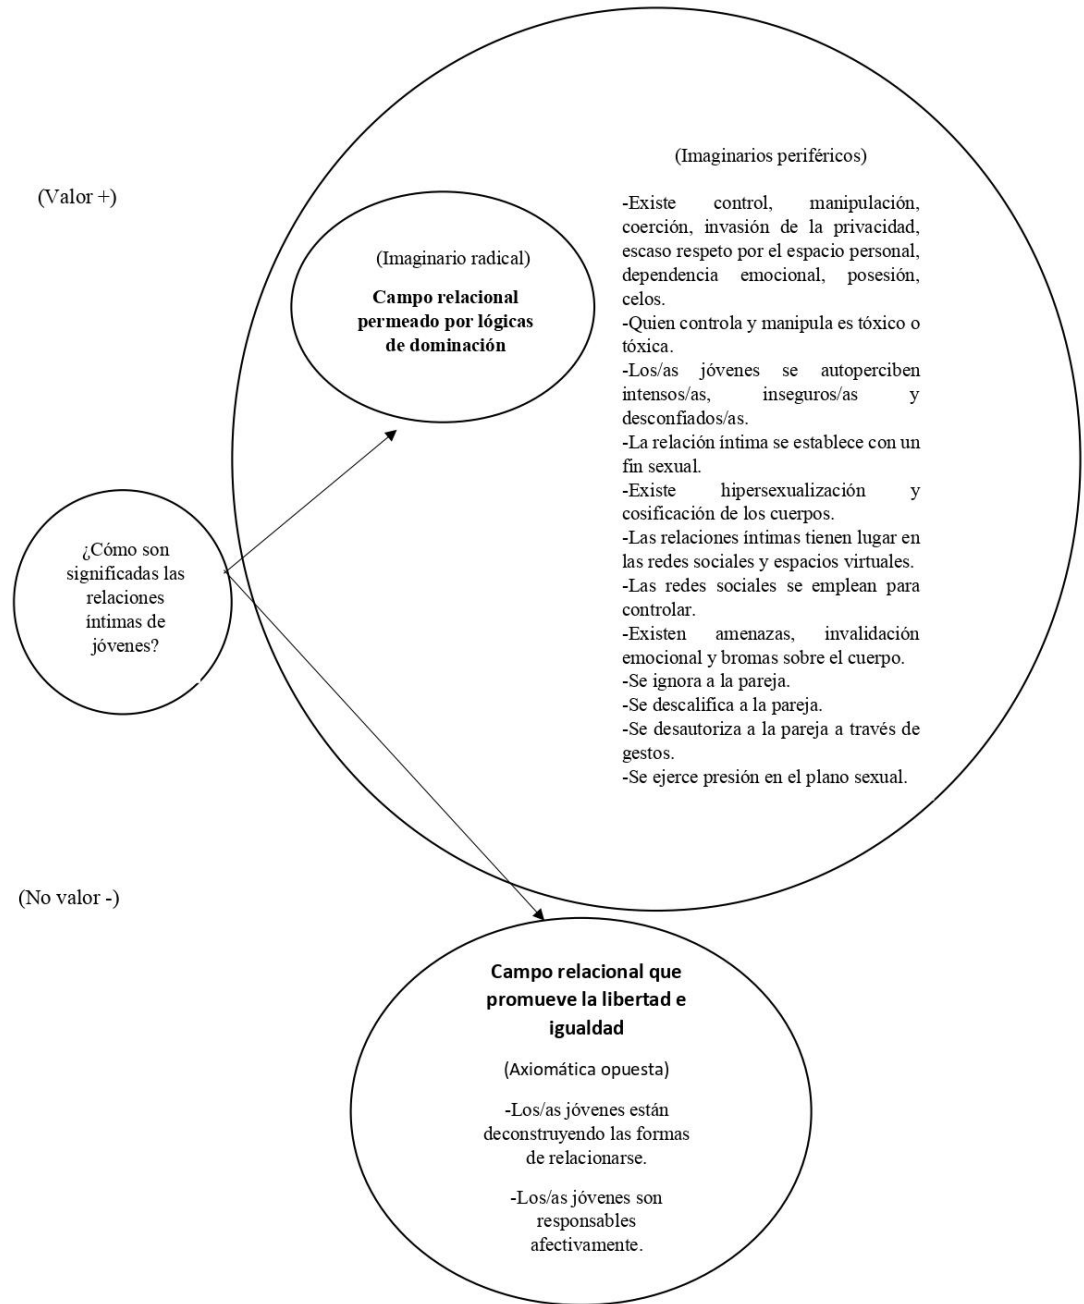 (Imaginarios periféricos)
(Valor +)
-Existe control, manipulación,
coerción, invasión de la privacidad,
escaso respeto por el espacio personal,
dependencia emocional, posesión,
celos.
-Quien controla y manipula es tóxico o
tóxica.
-Los/as jóvenes se autoperciben
intensos/as, inseguros/as y
desconfiados/as.
-La relación íntima se establece con un
fin sexual.
-Existe hipersexualización y
cosificación de los cuerpos.
-Las relaciones íntimas tienen lugar en
las redes sociales y espacios virtuales.
-Las redes sociales se emplean para
controlar.
-Existen amenazas, invalidación
emocional y bromas sobre el cuerpo.
-Se ignora a la pareja.
-Se descalifica a la pareja.
-Se desautoriza a la pareja a través de
gestos.
-Se ejerce presión en el plano sexual.
(Imaginario radical)
Campo relacional
permeado por lógicas
de dominación
¿Cómo son
significadas las
relaciones
íntimas de
jóvenes?
(No valor -)
Campo relacional que
promueve la libertad e
igualdad
(Axiomática opuesta)
-Los/as jóvenes están
deconstruyendo las formas
de relacionarse.
-Los/as jóvenes son
responsables
afectivamente.